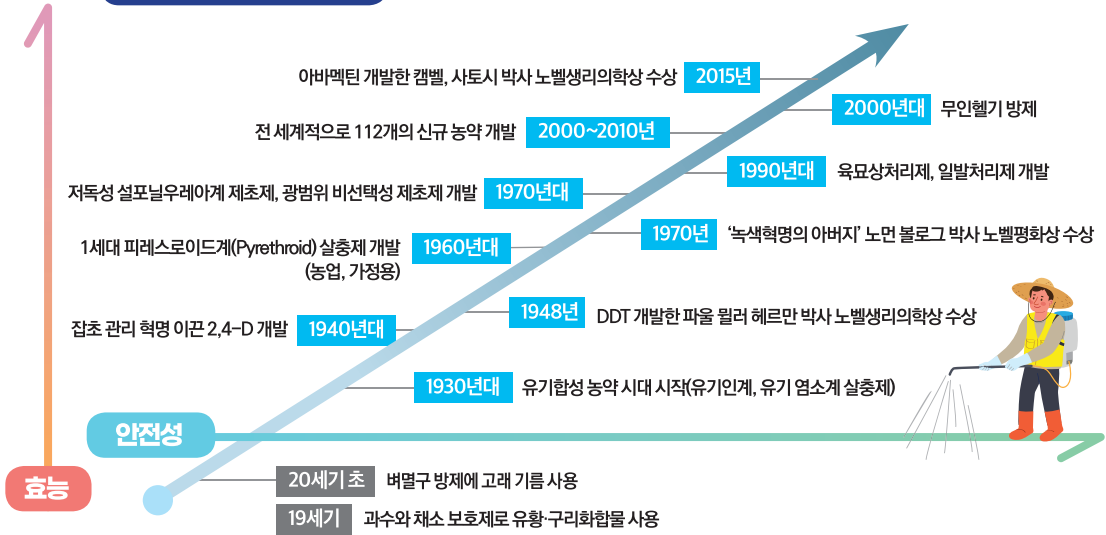 아바멕틴 개발한 캠벨, 사토시 박사 노벨생리의학상 수상 2015년
2000년대 무인헬기 방제
전 세계적으로 112개의 신규 농약 개발 2000~2010년
1990년대 육묘상처리제, 일발처리제 개발
저독성 설포닐우레아계 제초제, 광범위 비선택성 제초제 개발 1970년대
1970년 ‘녹색혁명의 아버지’ 노먼 볼로그 박사 노벨평화상 수상
1세대 피레스로이드계(Pyrethroid) 살충제 개발 1960년대
(농업, 가정용)
1948년 DDT 개발한 파울 뮐러 헤르만 박사 노벨생리의학상 수상
잡초 관리 혁명 이끈 2,4-D 개발 1940년대
1930년대 유기합성 농약 시대 시작(유기인계, 유기 염소계 살충제)
안전성
효능
20세기 초 벼멸구 방제에 고래 기름 사용
19세기 과수와 채소 보호제로 유황·구리화합물 사용